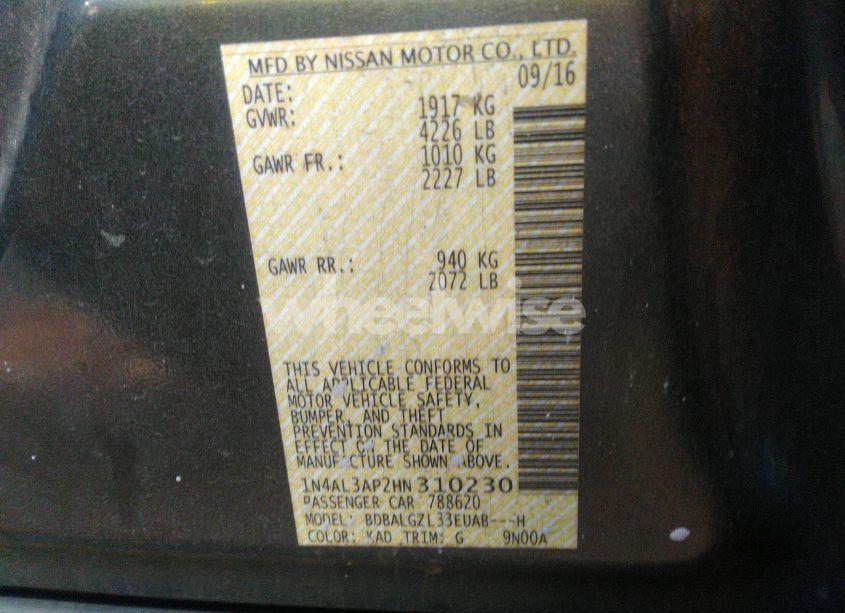 MFD BY NISSAN MOTOR CO., LTD.
DATE: 09/16
GVWR: 1917 KG
4226 LB
GAWR FR.: 1010 KG
2227 LB
GAWR RR.: 940 KG
2072 LB
wheelwise
THIS VEHICLE CONFORMS TO
ALL APPLICABLE FEDERAL
MOTOR VEHICLE SAFETY,
BUMPER, AND THEFT
PREVENTION STANDARDS IN
EFFECT ON THE DATE OF
MANUFACTURE SHOWN ABOVE.
1N4AL3AP2HN310230
PASSENGER CAR 788620
MODEL: BDBALGZL33EUAB---H
COLOR: KAD TRIM: G 9N00A